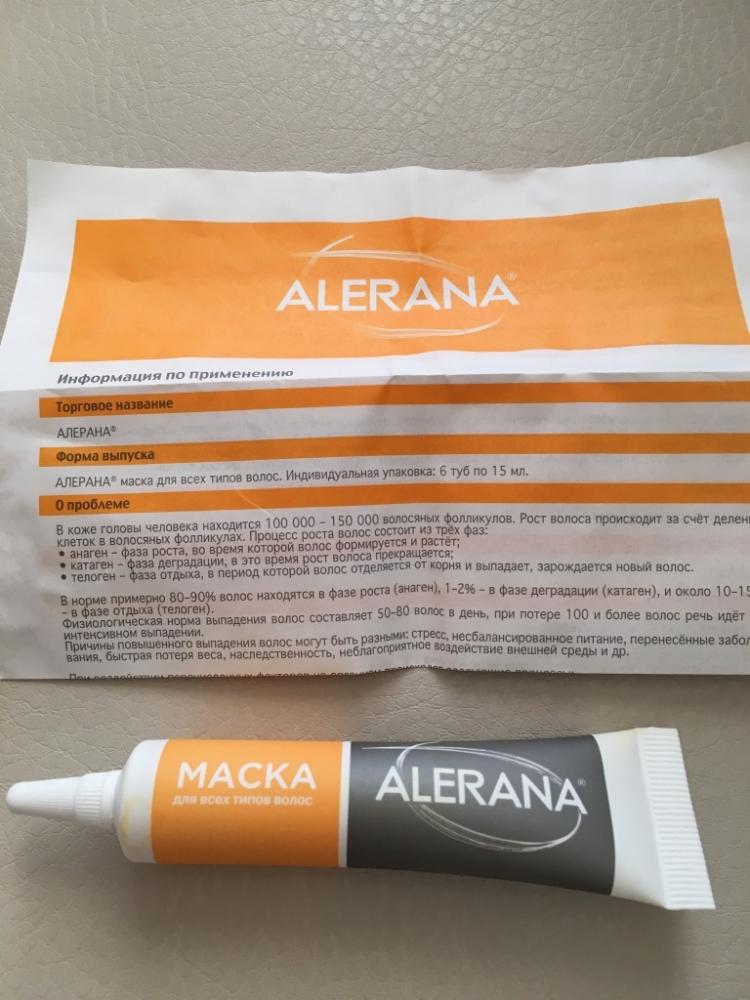 ALERANA®
Информация по применению
Торговое название
АЛЕРАНА®
Форма выпуска
АЛЕРАНА® маска для всех типов волос. Индивидуальная упаковка: 6 туб по 15 мл.
О проблеме
В коже головы человека находится 100 000 – 150 000 волосяных фолликулов. Рост волоса происходит за счёт делен
клеток в волосяных фолликулах. Процесс роста волос состоит из трёх фаз:
• анаген – фаза роста, во время которой волос формируется и растёт;
• катаген – фаза деградации, в это время рост волоса прекращается;
• телоген – фаза отдыха, в период которой волос отделяется от корня и выпадает, зарождается новый волос.
В норме примерно 80–90% волос находятся в фазе роста (анаген), 1–2% – в фазе деградации (катаген), и около 10–15
– в фазе отдыха (телоген).
Физиологическая норма выпадения волос составляет 50–80 волос в день, при потере 100 и более волос речь идёт
интенсивном выпадении.
Причины повышенного выпадения волос могут быть разными: стресс, несбалансированное питание, перенесённые забол
вания, быстрая потеря веса, наследственность, неблагоприятное воздействие внешней среды и др.
МАСКА
для всех типов волос
ALERANA®